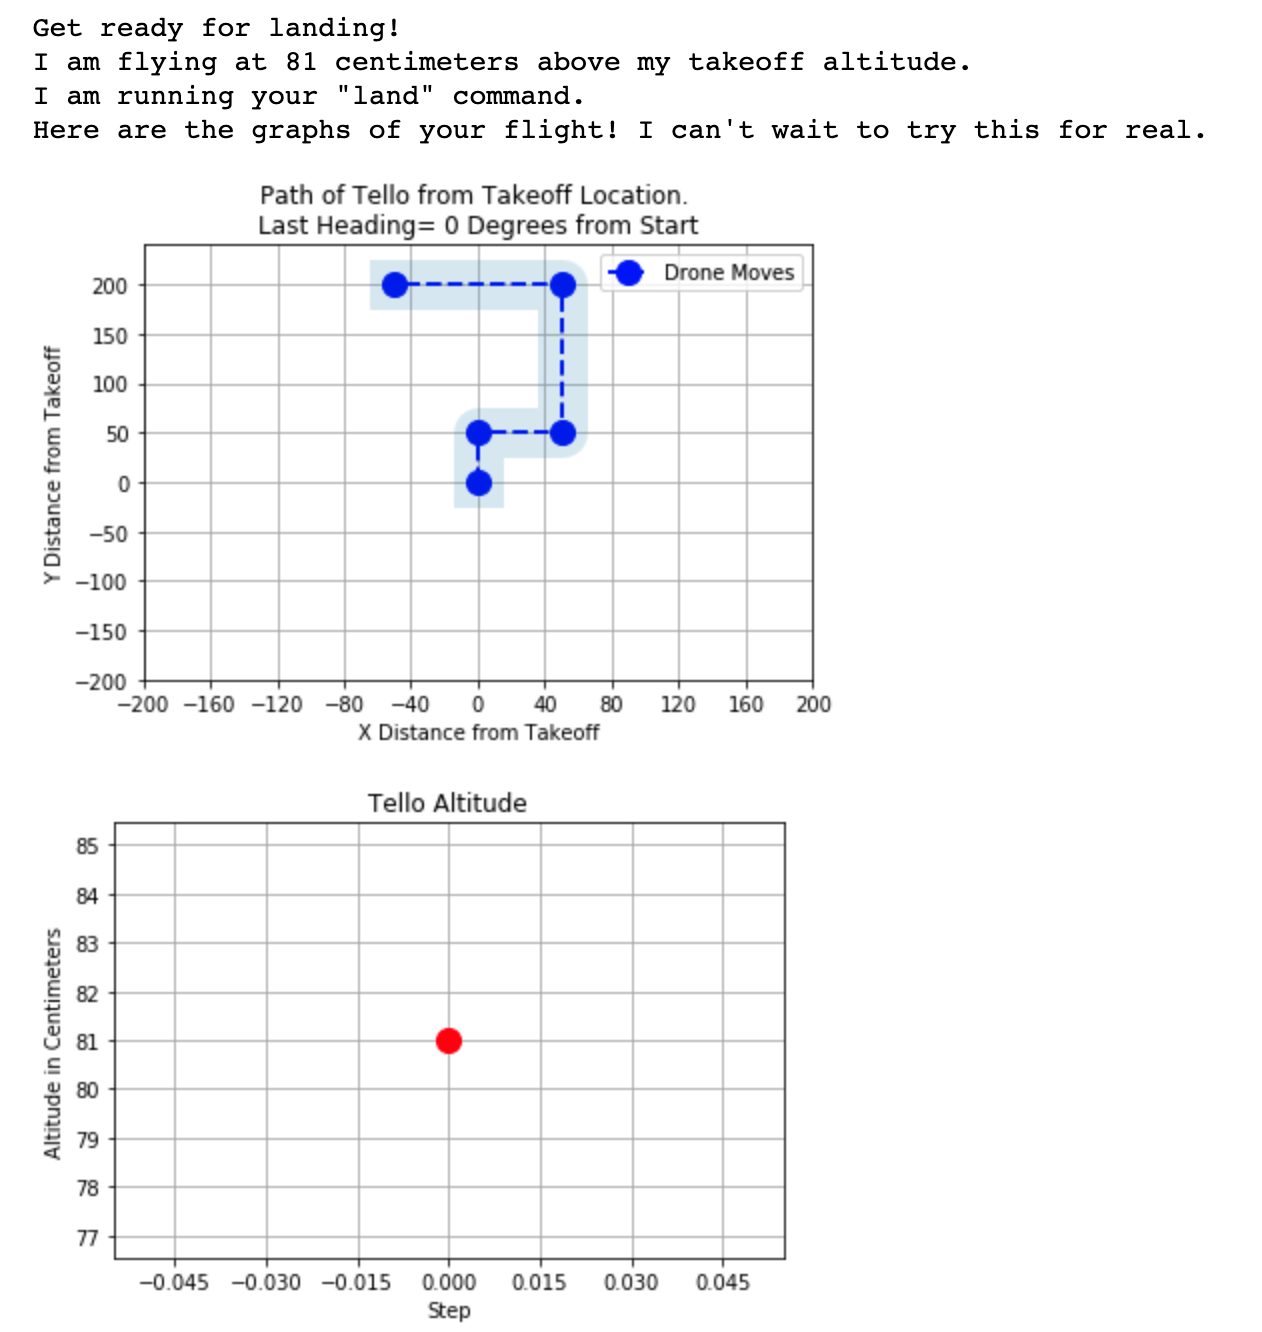 Get ready for landing!
I am flying at 81 centimeters above my takeoff altitude.
I am running your "land" command.
Here are the graphs of your flight! I can't wait to try this for real.
Path of Tello from Takeoff Location.
Last Heading= 0 Degrees from Start
Drone Moves
Y Distance from Takeoff
200
150
100
50
0
−50
−100
−150
−200
−200 −160 −120 −80 −40 0 40 80 120 160 200
X Distance from Takeoff
Tello Altitude
Altitude in Centimeters
85
84
83
82
81
80
79
78
77
−0.045 −0.030 −0.015 0.000 0.015 0.030 0.045
Step